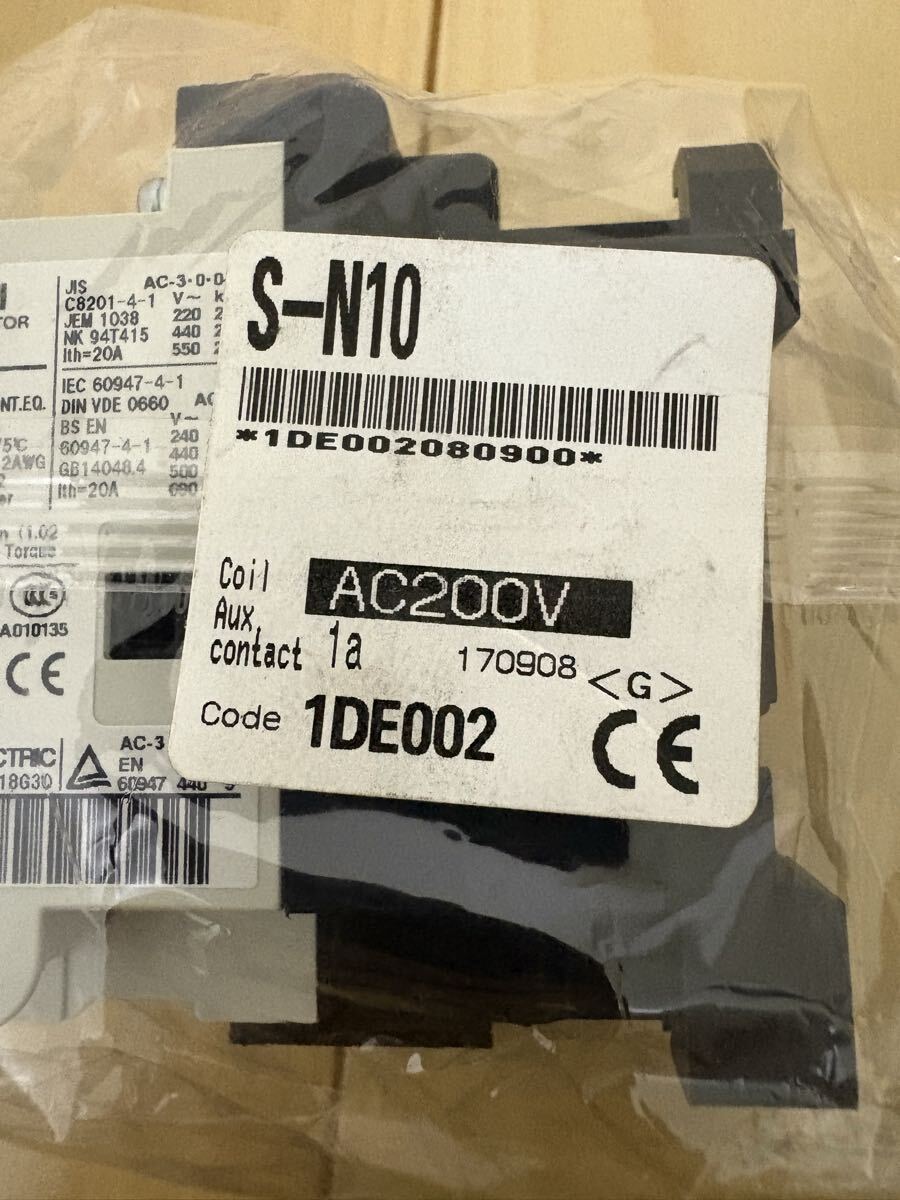 S-N10
*1DE002080900*
Coil AC200V
Aux.
contact 1a
170908 <G>
Code 1DE002
CE
JIS
C8201-4-1
JEM 1038
NK 94T415
Ith=20A
AC-3
V~
220
440
550
IEC 60947-4-1
DIN VDE 0660
BS EN
60947-4-1
GB14048.4
Ith=20A
V~
240
440
500
690
Torque
A010135
CE
18G30
AC-3
EN
60947 440